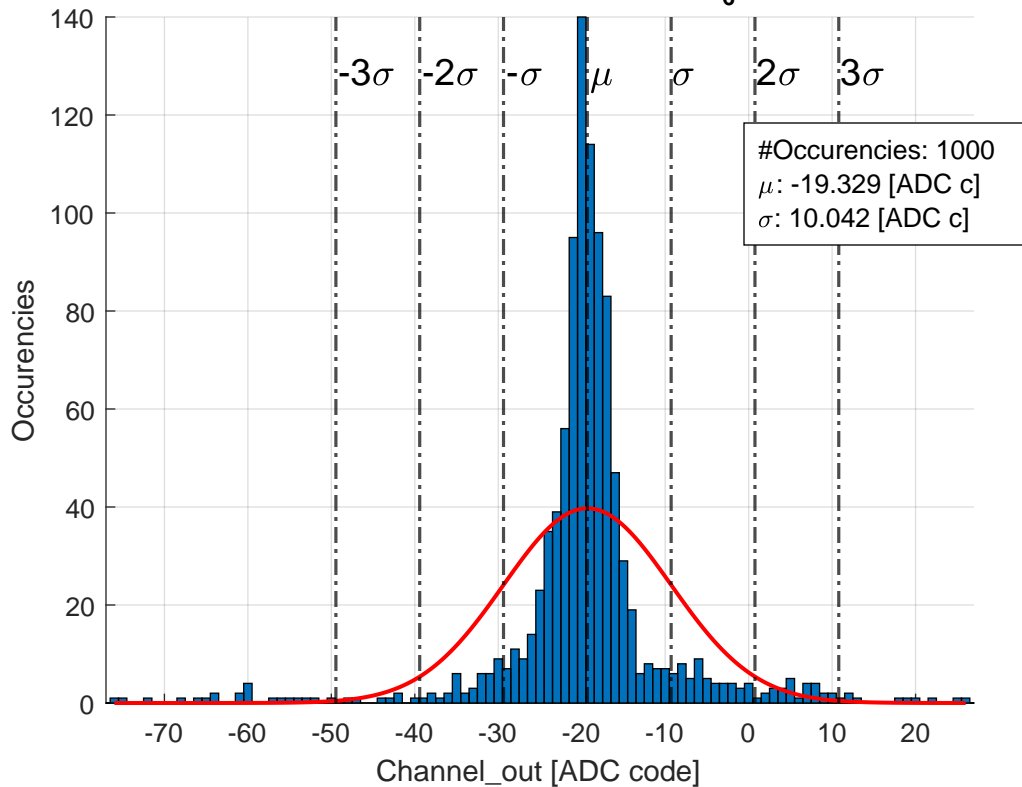 140
120
100
80
60
40
20
0
-3σ -2σ -σ μ σ 2σ 3σ
#Occurencies: 1000
μ: -19.329 [ADC c]
σ: 10.042 [ADC c]
Occurencies
-70 -60 -50 -40 -30 -20 -10 0 10 20
Channel_out [ADC code]